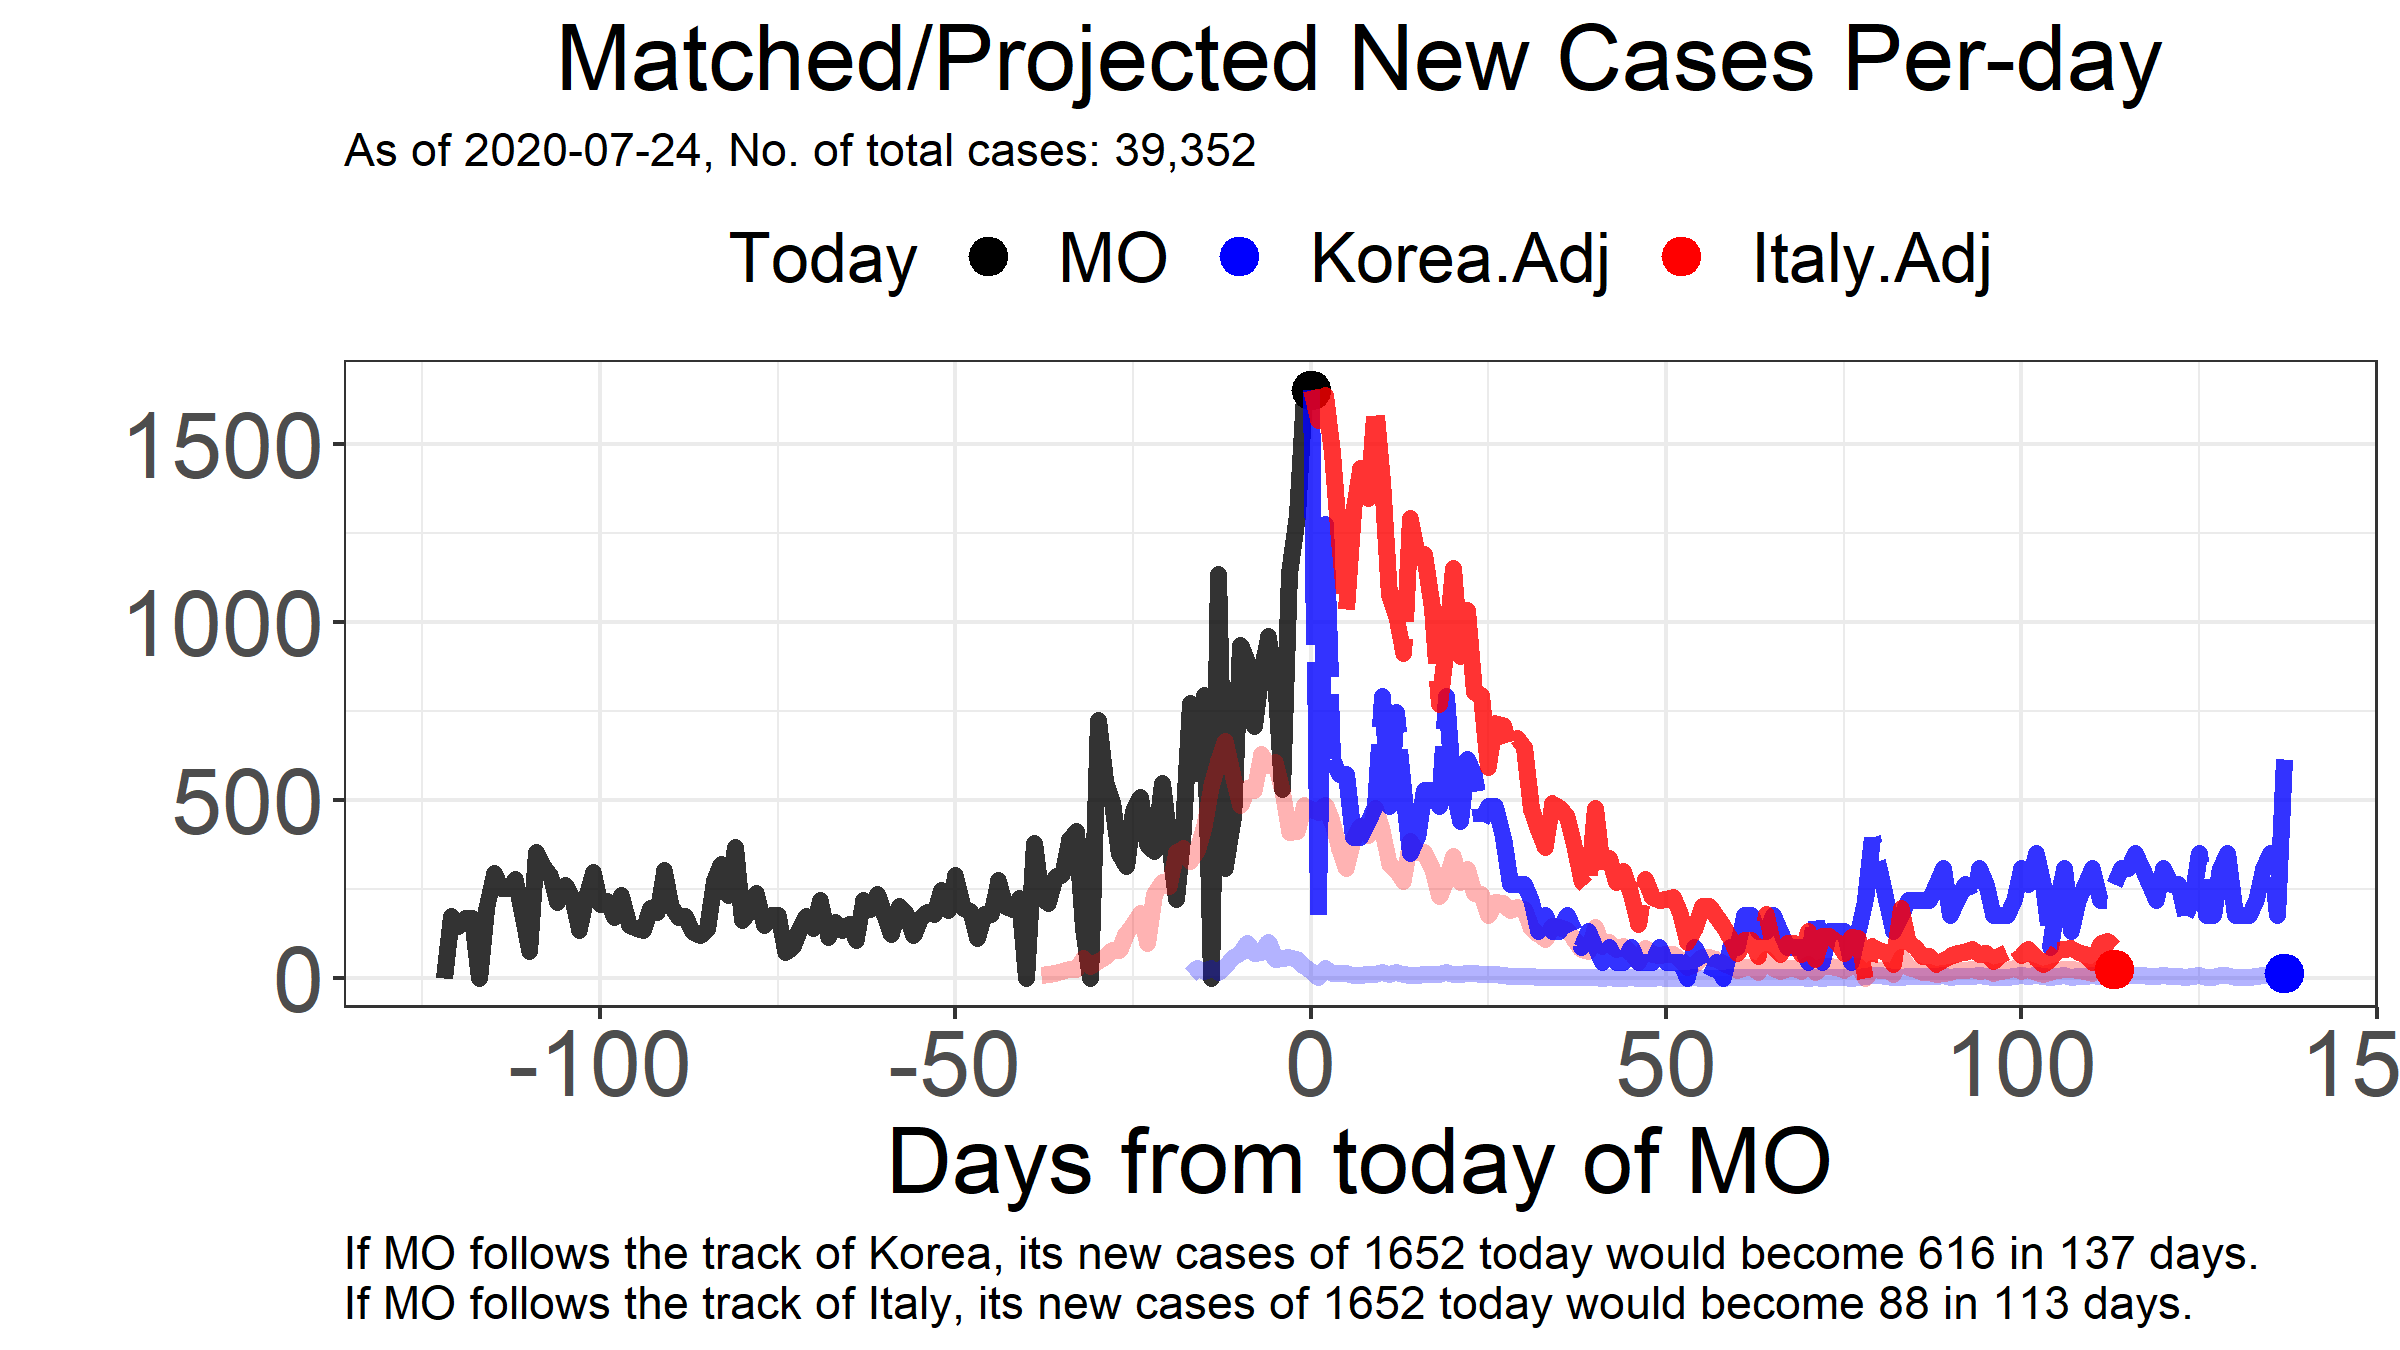 Matched/Projected New Cases Per-day
As of 2020-07-24, No. of total cases: 39,352
Today MO Korea.Adj Italy.Adj
1500
1000
500
0
-100 -50 0 50 100 15
Days from today of MO
If MO follows the track of Korea, its new cases of 1652 today would become 616 in 137 days.
If MO follows the track of Italy, its new cases of 1652 today would become 88 in 113 days.